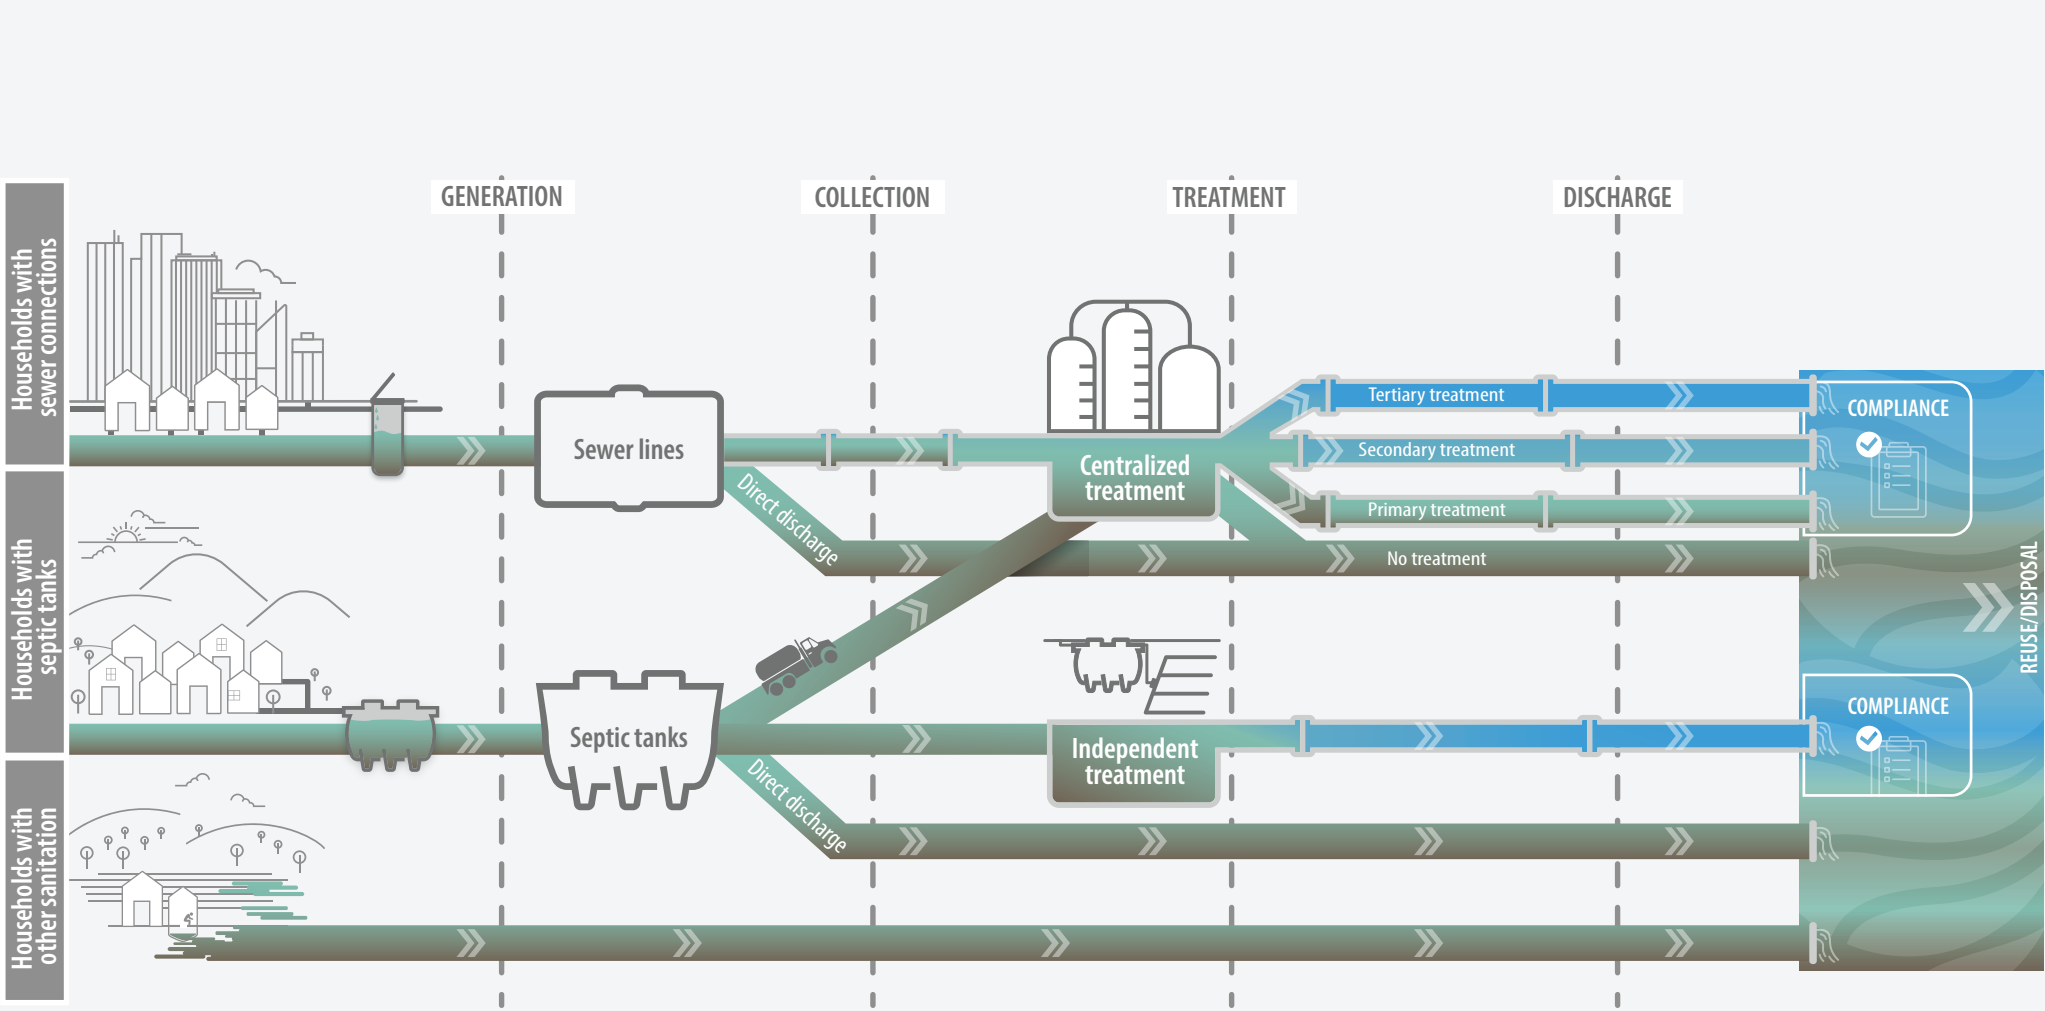 GENERATION
COLLECTION
TREATMENT
DISCHARGE
Households with
sewer connections
Sewer lines
Direct discharge
Centralized
treatment
Tertiary treatment
Secondary treatment
Primary treatment
No treatment
COMPLIANCE
REUSE/DISPOSAL
Households with
septic tanks
Septic tanks
Direct discharge
Independent
treatment
COMPLIANCE
Households with
other sanitation